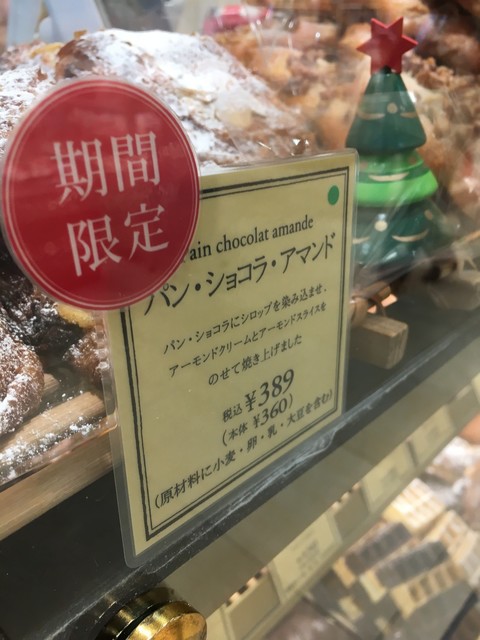 期間
限定
ain chocolat amande
パン・ショコラ・アマンド
パン・ショコラにシロップを染み込ませ、
アーモンドクリームとアーモンドスライスを
のせて焼き上げました
税込 ¥389
(本体 ¥360)
(原材料に小麦・卵・乳・大豆を含む)